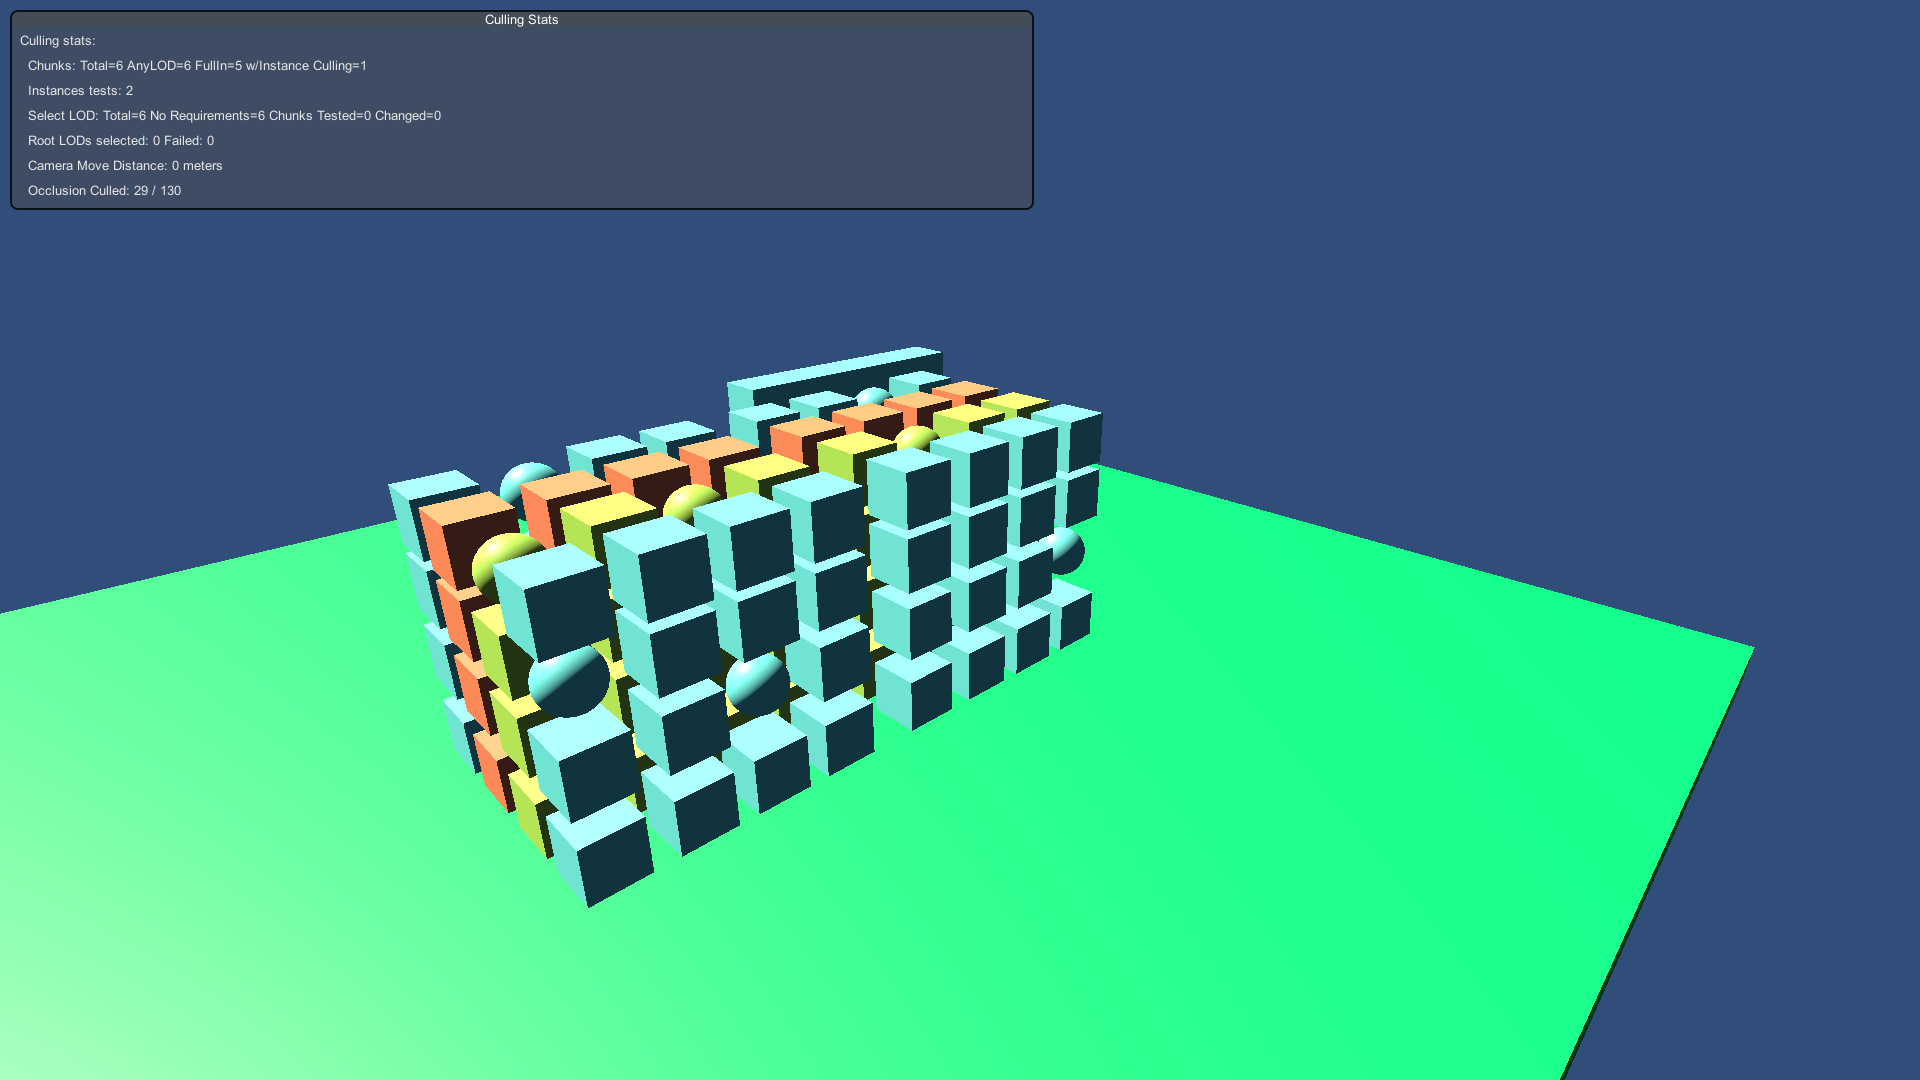 Culling Stats
Culling stats:
Chunks: Total=6 AnyLOD=6 FullIn=5 w/Instance Culling=1
Instances tests: 2
Select LOD: Total=6 No Requirements=6 Chunks Tested=0 Changed=0
Root LODs selected: 0 Failed: 0
Camera Move Distance: 0 meters
Occlusion Culled: 29 / 130